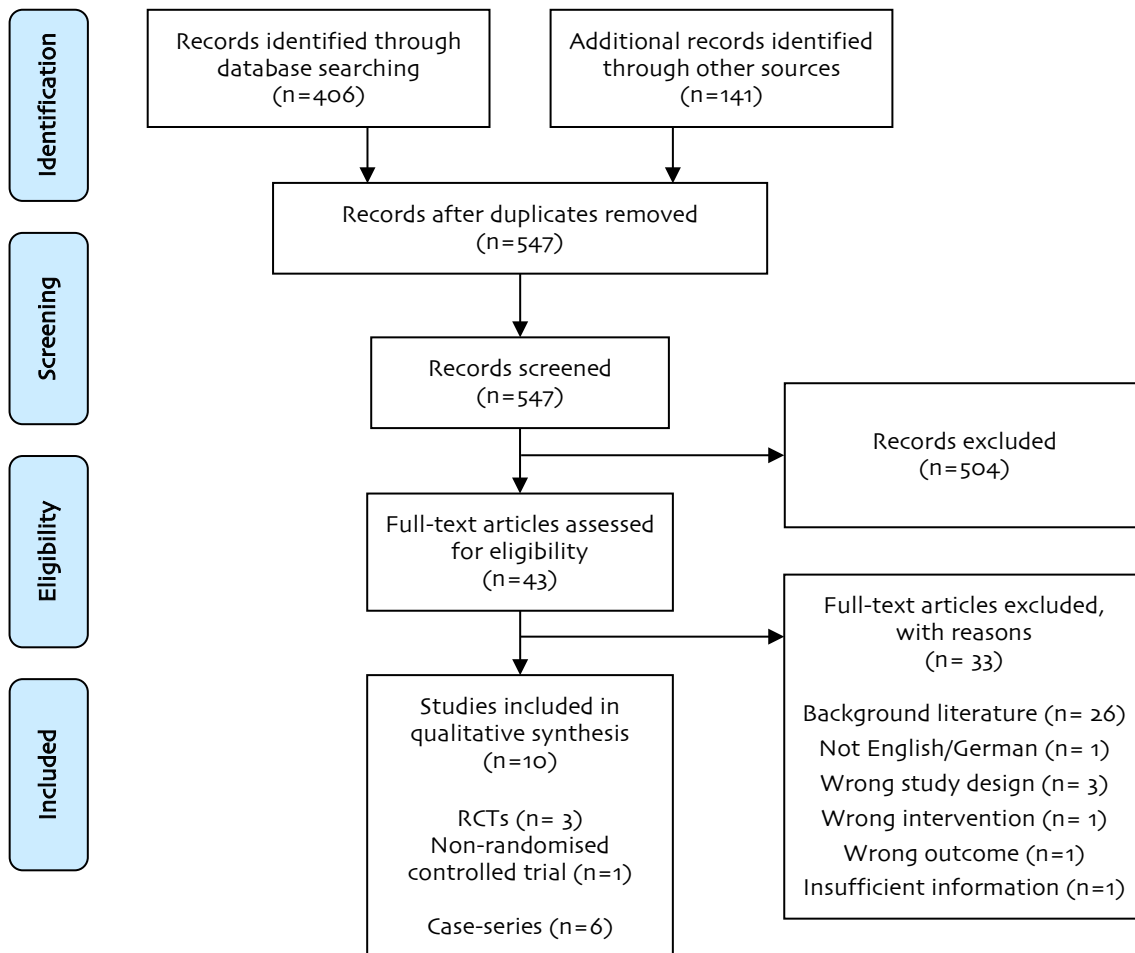 Identification
Records identified through
database searching
(n=406)
Additional records identified
through other sources
(n=141)
Records after duplicates removed
(n=547)
Screening
Records screened
(n=547)
Records excluded
(n=504)
Eligibility
Full-text articles assessed
for eligibility
(n=43)
Full-text articles excluded,
with reasons
(n= 33)
Background literature (n= 26)
Not English/German (n= 1)
Wrong study design (n= 3)
Wrong intervention (n= 1)
Wrong outcome (n=1)
Insufficient information (n=1)
Included
Studies included in
qualitative synthesis
(n=10)
RCTs (n= 3)
Non-randomised
controlled trial (n=1)
Case-series (n=6)